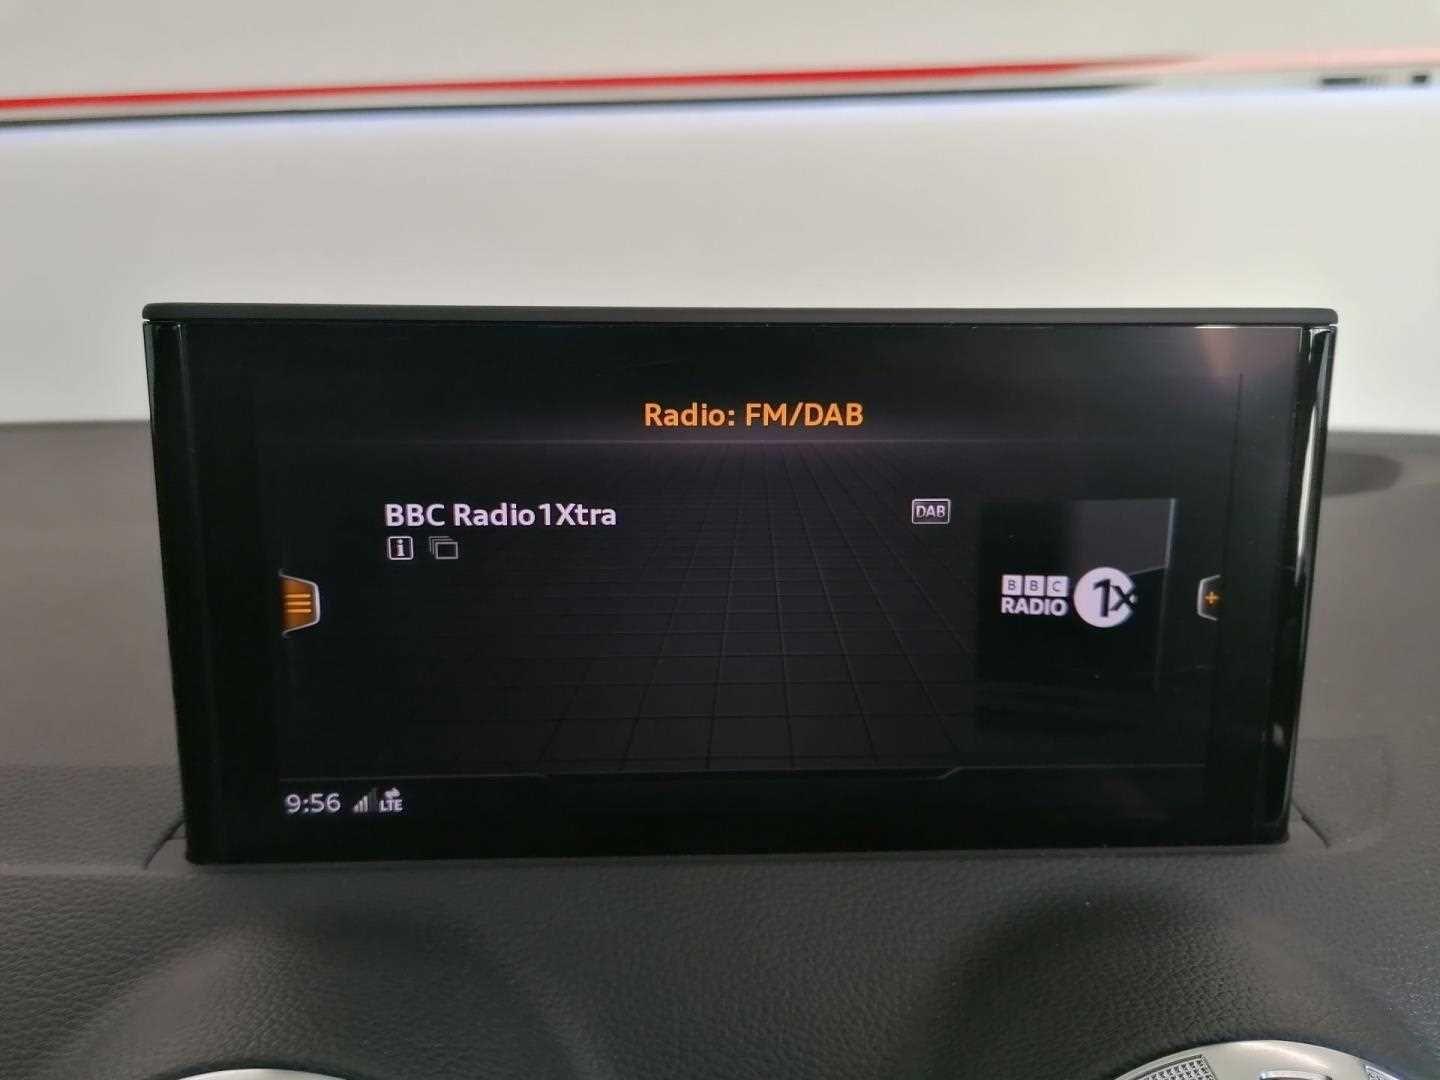 Radio: FM/DAB
BBC Radio1Xtra
DAB
i
BBC
RADIO 1X
9:56 LTE